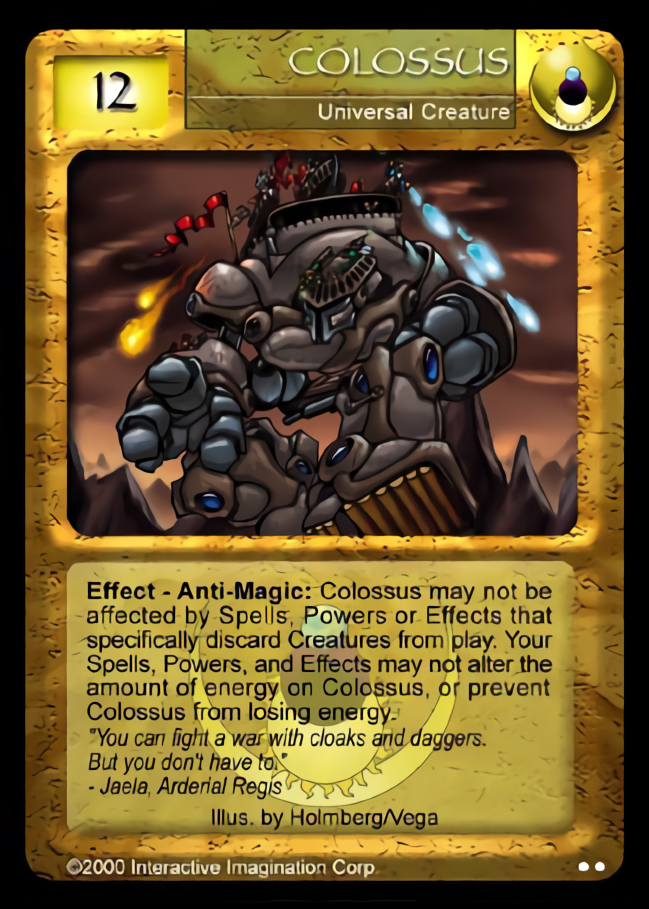 12
COLOSSUS
Universal Creature
Effect - Anti-Magic: Colossus may not be
affected by Spells, Powers or Effects that
specifically discard Creatures from play. Your
Spells, Powers, and Effects may not alter the
amount of energy on Colossus, or prevent
Colossus from losing energy.
"You can fight a war with cloaks and daggers.
But you don't have to."
- Jaela, Arderial Regis
Illus. by Holmberg/Vega
©2000 Interactive Imagination Corp.